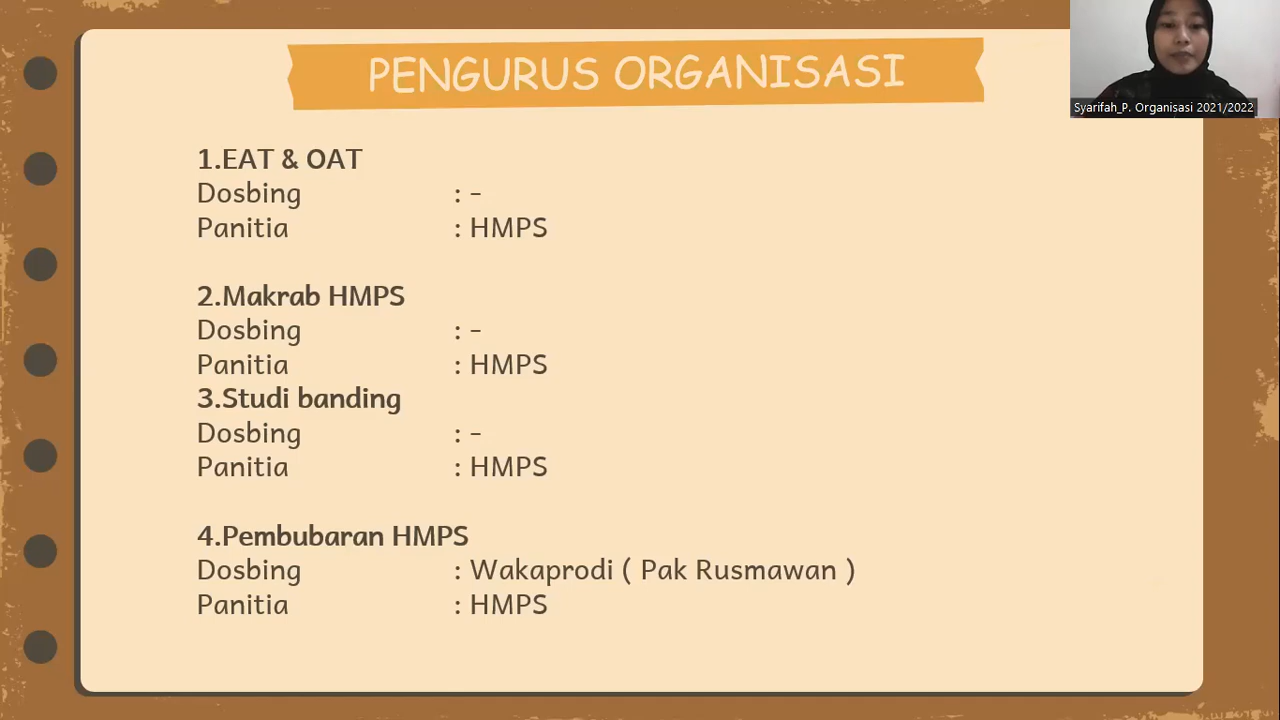 PENGURUS ORGANISASI
Syarifah_P. Organisasi 2021/2022
1.EAT & OAT
Dosbing : -
Panitia : HMPS
2.Makrab HMPS
Dosbing : -
Panitia : HMPS
3.Studi banding
Dosbing : -
Panitia : HMPS
4.Pembubaran HMPS
Dosbing : Wakaprodi ( Pak Rusmawan )
Panitia : HMPS